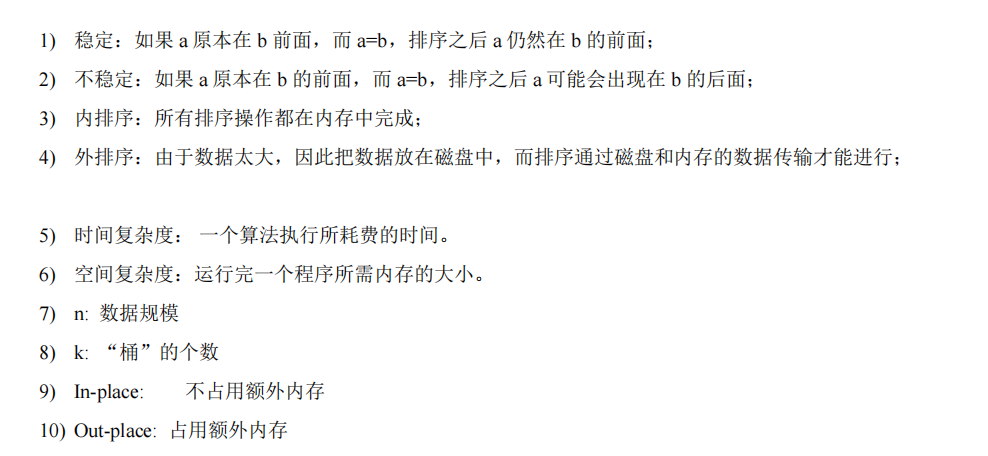 1) 稳定：如果 a 原本在 b 前面，而 a=b，排序之后 a 仍然在 b 的前面；
2) 不稳定：如果 a 原本在 b 的前面，而 a=b，排序之后 a 可能会出现在 b 的后面；
3) 内排序：所有排序操作都在内存中完成；
4) 外排序：由于数据太大，因此把数据放在磁盘中，而排序通过磁盘和内存的数据传输才能进行；
5) 时间复杂度： 一个算法执行所耗费的时间。
6) 空间复杂度：运行完一个程序所需内存的大小。
7) n: 数据规模
8) k: “桶”的个数
9) In-place: 不占用额外内存
10) Out-place: 占用额外内存